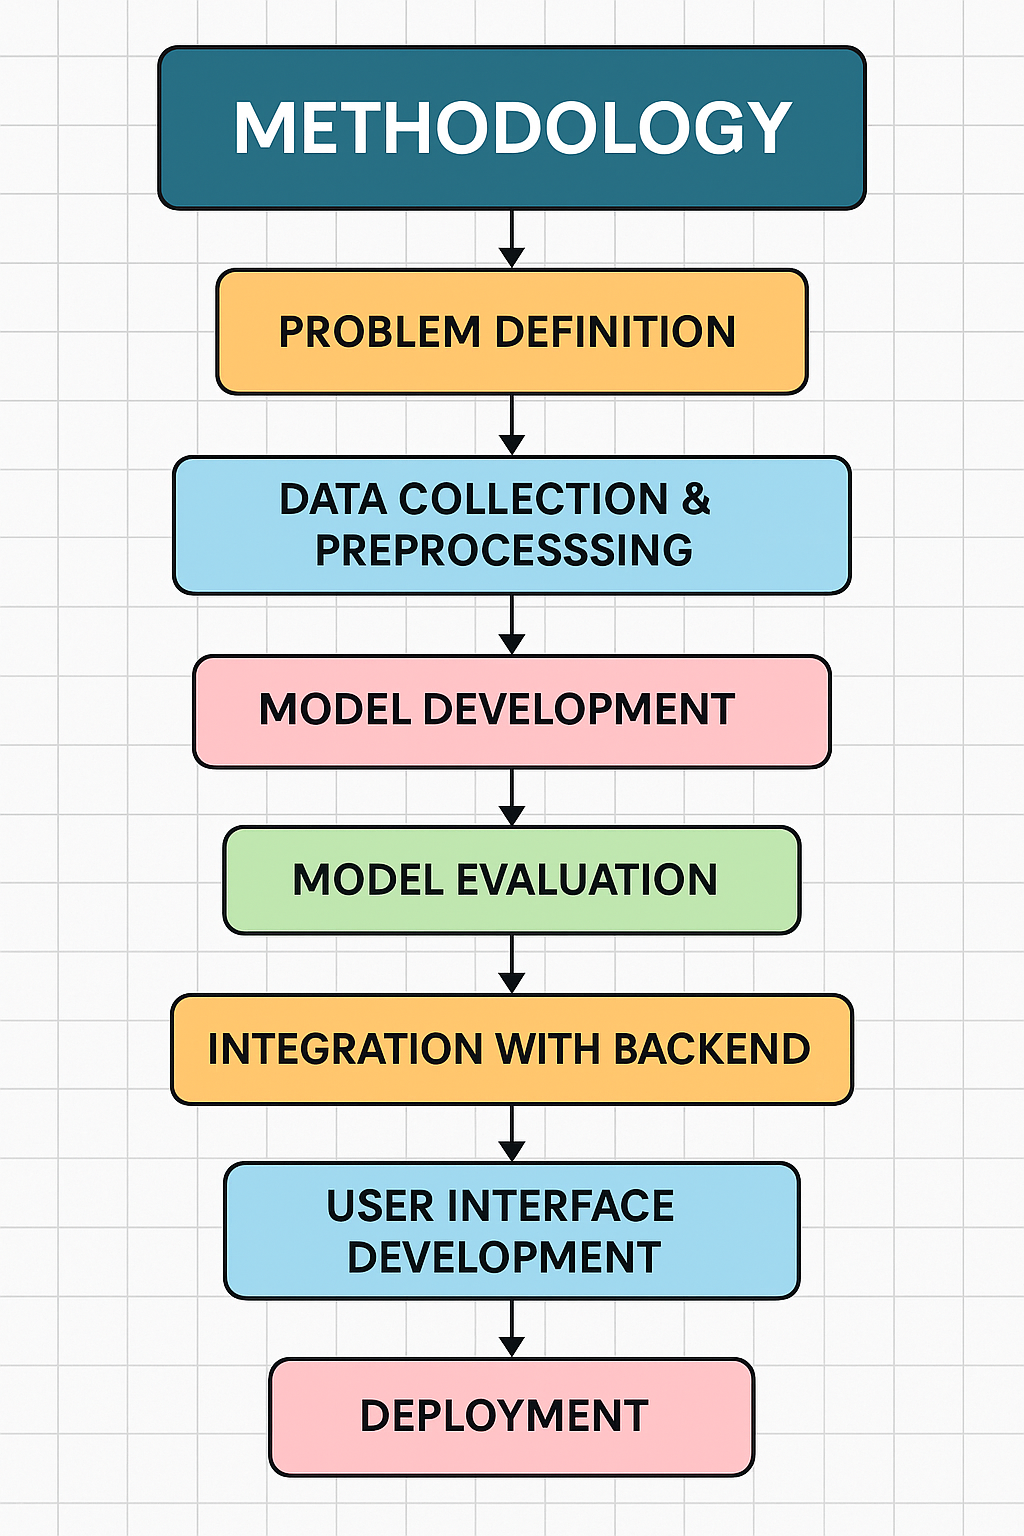 METHODOLOGY
PROBLEM DEFINITION
DATA COLLECTION &
PREPROCESSSING
MODEL DEVELOPMENT
MODEL EVALUATION
INTEGRATION WITH BACKEND
USER INTERFACE
DEVELOPMENT
DEPLOYMENT